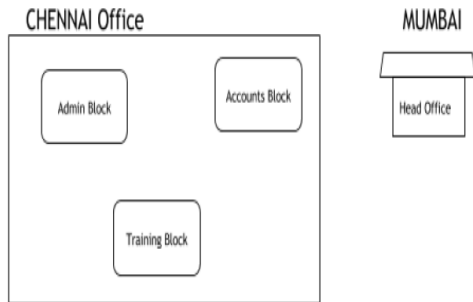 CHENNAI Office
MUMBAI
Admin Block
Accounts Block
Head Office
Training Block